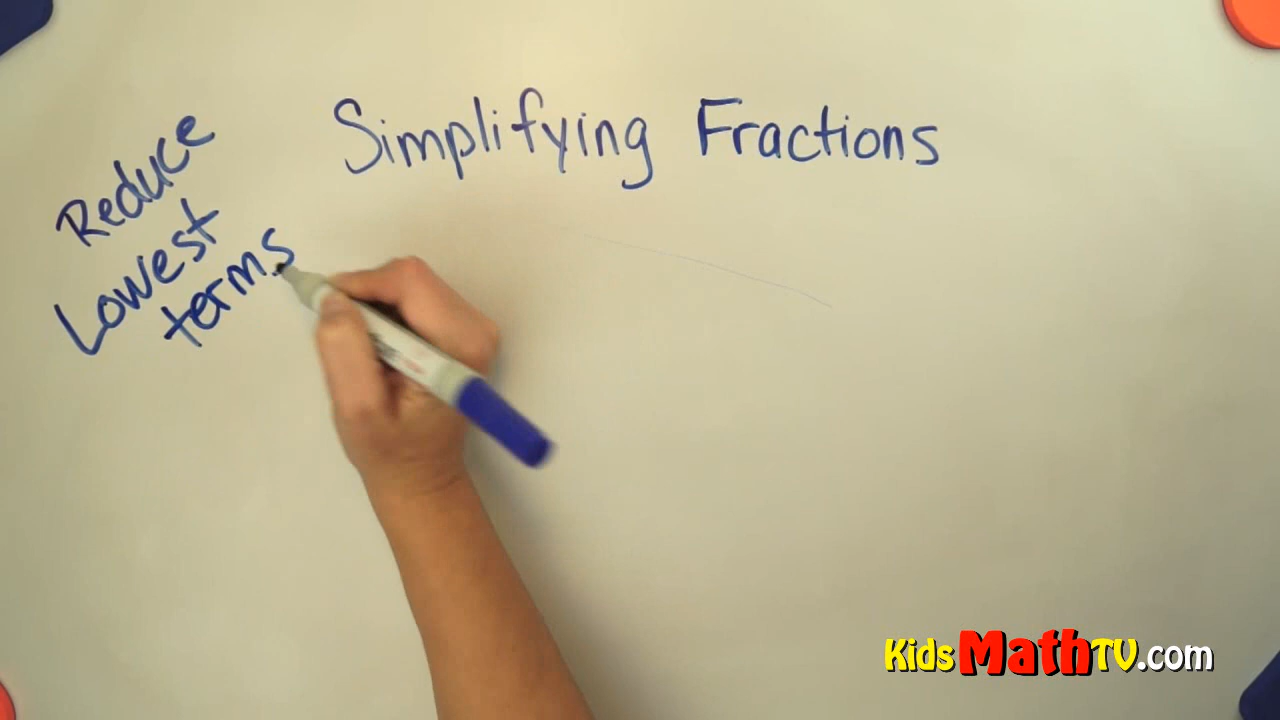 Simplifying Fractions
Reduce
Lowest
terms
KidsMathTV.com